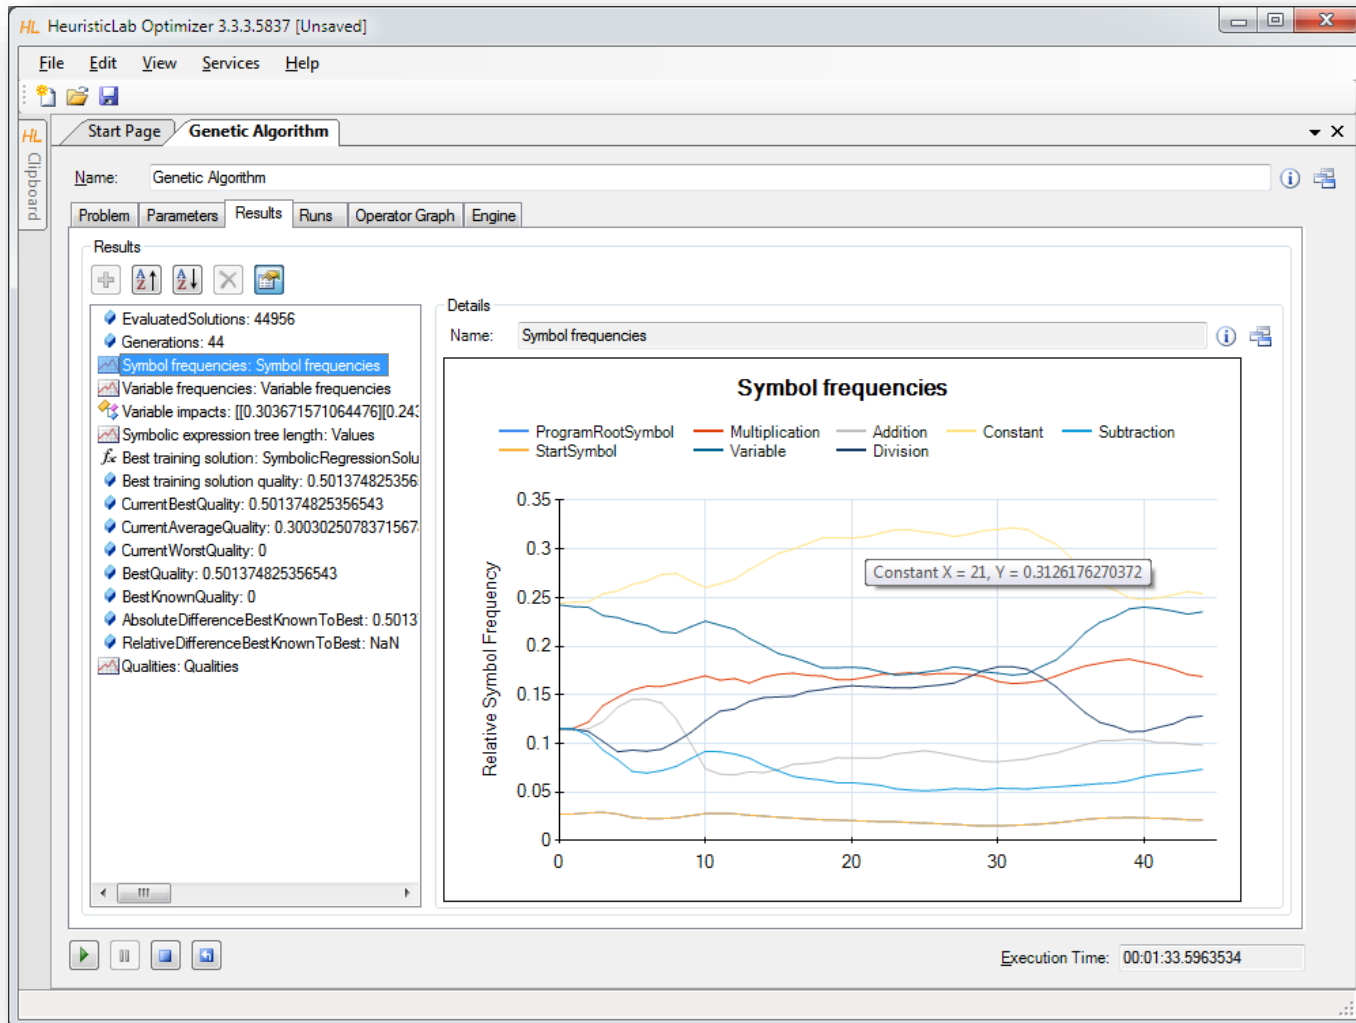 HL HeuristicLab Optimizer 3.3.3.5837 [Unsaved]
File Edit View Services Help
HL Clipboard
Start Page Genetic Algorithm
Name: Genetic Algorithm
Problem Parameters Results Runs Operator Graph Engine
Results
EvaluatedSolutions: 44956
Generations: 44
Symbol frequencies: Symbol frequencies
Variable frequencies: Variable frequencies
Variable impacts: [[0.303671571064476][0.243
Symbolic expression tree length: Values
Best training solution: SymbolicRegressionSolu
Best training solution quality: 0.501374825356
CurrentBestQuality: 0.501374825356543
CurrentAverageQuality: 0.3003025078371567
CurrentWorstQuality: 0
BestQuality: 0.501374825356543
BestKnownQuality: 0
AbsoluteDifferenceBestKnownToBest: 0.5013
RelativeDifferenceBestKnownToBest: NaN
Qualities: Qualities
Details
Name: Symbol frequencies
Symbol frequencies
ProgramRootSymbol Multiplication Addition Constant Subtraction
StartSymbol Variable Division
Relative Symbol Frequency
0.35
0.3
0.25
0.2
0.15
0.1
0.05
0
Constant X = 21, Y = 0.3126176270372
0 10 20 30 40
Execution Time: 00:01:33.5963534